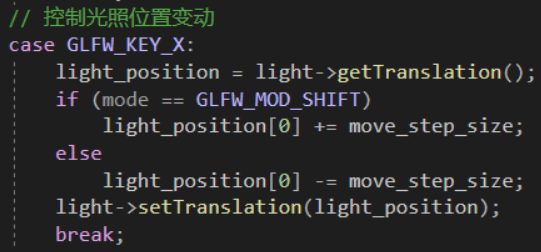 // 控制光照位置变动
case GLFW_KEY_X:
light_position = light->getTranslation();
if (mode == GLFW_MOD_SHIFT)
light_position[0] += move_step_size;
else
light_position[0] -= move_step_size;
light->setTranslation(light_position);
break;